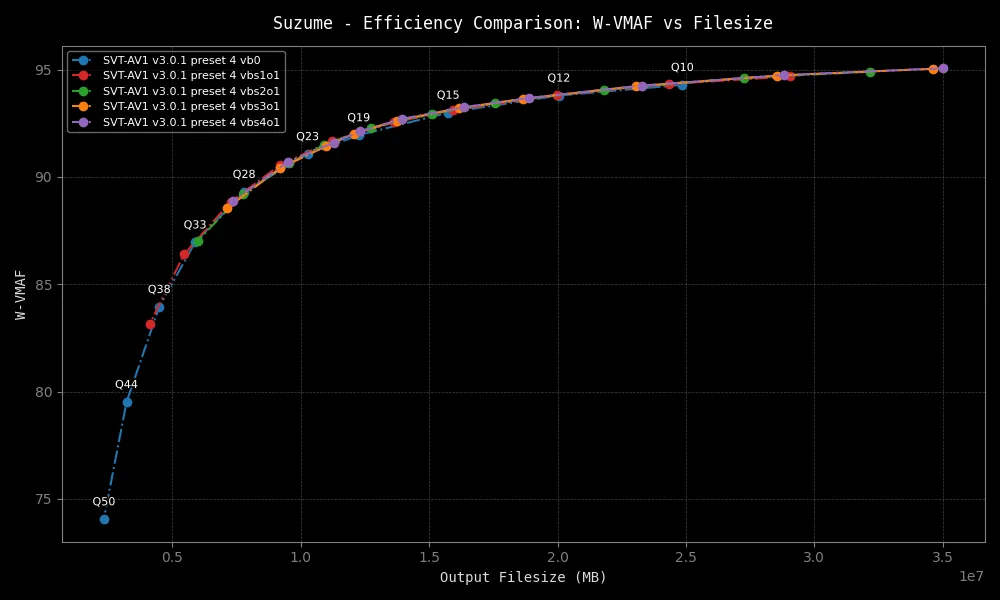 Suzume - Efficiency Comparison: W-VMAF vs Filesize
SVT-AV1 v3.0.1 preset 4 vb0
SVT-AV1 v3.0.1 preset 4 vbs1o1
SVT-AV1 v3.0.1 preset 4 vbs2o1
SVT-AV1 v3.0.1 preset 4 vbs3o1
SVT-AV1 v3.0.1 preset 4 vbs4o1
95
90
85
80
75
W-VMAF
Q50
Q44
Q38
Q33
Q28
Q23
Q19
Q15
Q12
Q10
0.5
1.0
1.5
2.0
2.5
3.0
3.5
1e7
Output Filesize (MB)